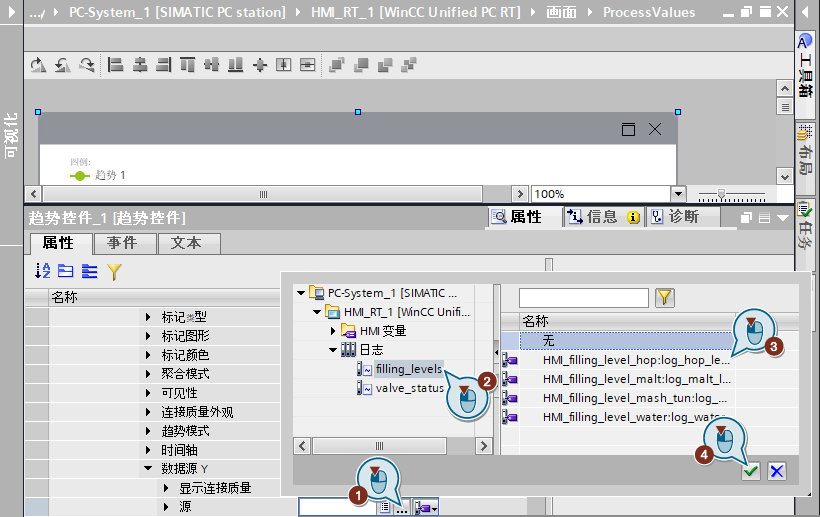 .../ ▸ PC-System_1 [SIMATIC PC station] ▸ HMI_RT_1 [WinCC Unified PC RT] ▸ 画面 ▸ ProcessValues
项视图
工具箱
布局
任务
图例:
趋势 1
100%
趋势控件_1 [趋势控件]
属性
信息
诊断
属性
事件
文本
名称
标记类型
标记图形
标记颜色
聚合模式
可见性
连接质量外观
趋势模式
时间轴
数据源 Y
显示连接质量
源
PC-System_1 [SIMATIC ...
HMI_RT_1 [WinCC Unifi...
HMI 变量
日志
filling_levels
valve_status
名称
无
HMI_filling_level_hop:log_hop_le...
HMI_filling_level_malt:log_malt_l...
HMI_filling_level_mash_tun:log_...
HMI_filling_level_water:log_wat
1
2
3
4
...